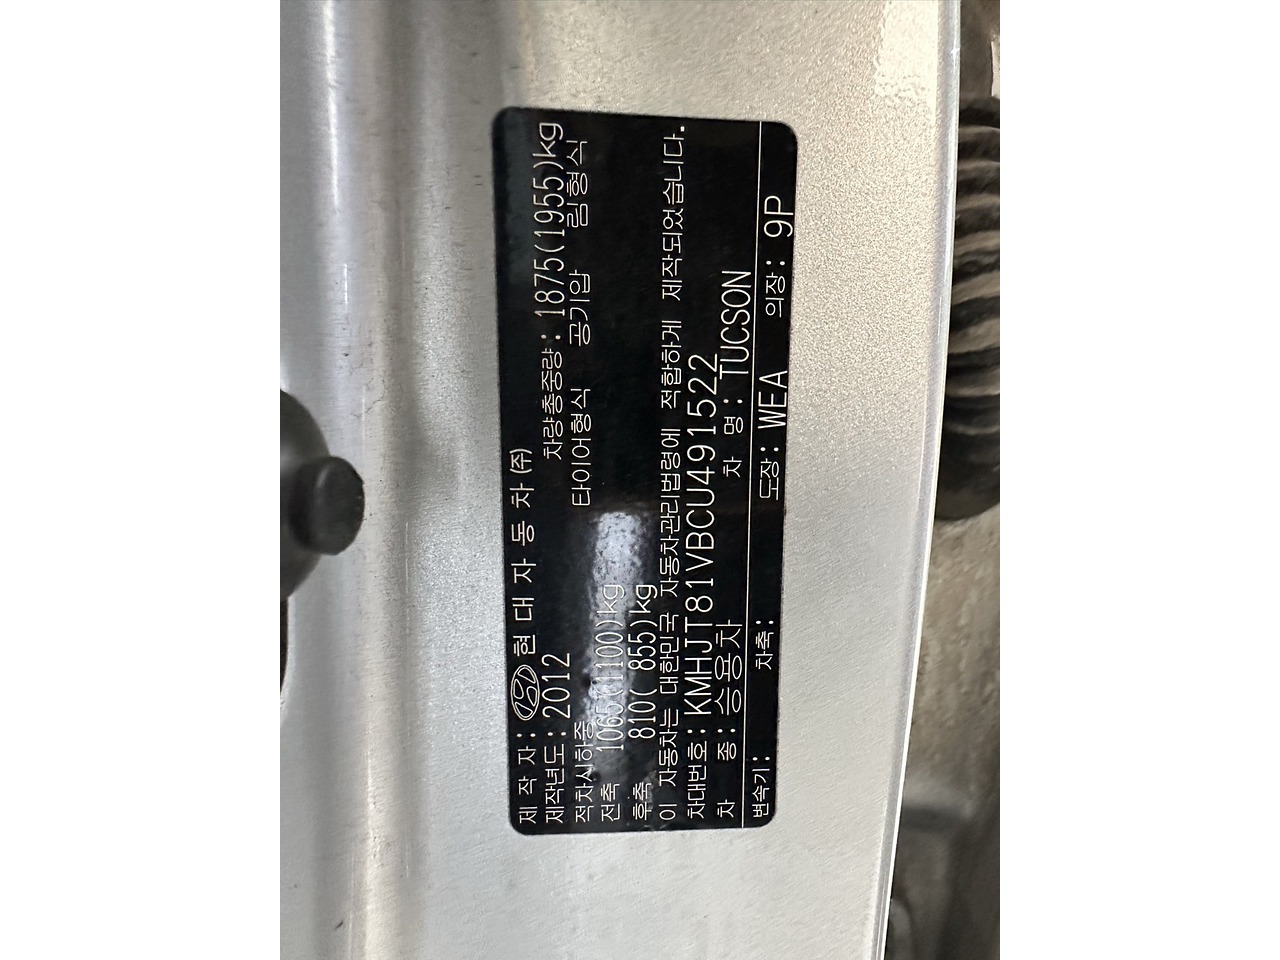 제 작 자: 현 대 자 동 차 (주)
제작년도: 2012 차량총중량: 1875(1955)kg
적차시하중 타이어형식 공기압 림형식
전축 1065(1100)kg
후축 810( 855)kg
이 자동차는 대한민국 자동차관리법령에 적합하게 제작되었습니다.
차대번호: KMHJT81VBCU491522
차 종: 승용차 차 명: TUCSON
변속기: 차축: 도장: WEA 의장: 9P